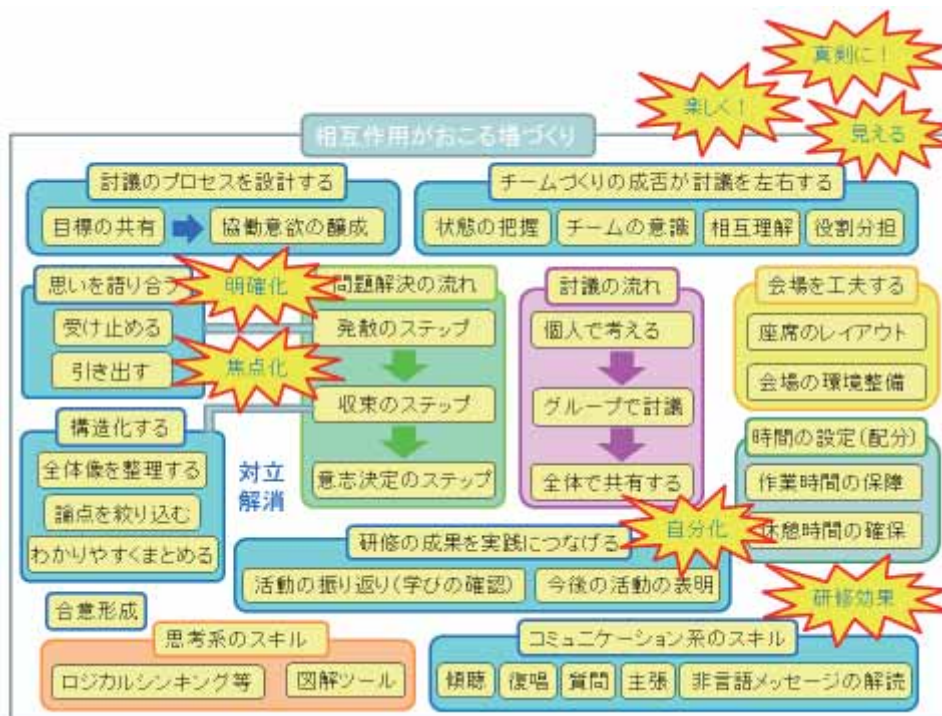 真剣に！
楽しく！
見える
相互作用がおこる場づくり
討議のプロセスを設計する
目標の共有
協働意欲の醸成
チームづくりの成否が討議を左右する
状態の把握
チームの意識
相互理解
役割分担
思いを語り合う
受け止める
引き出す
明確化
焦点化
問題解決の流れ
発散のステップ
収束のステップ
意志決定のステップ
討議の流れ
個人で考える
グループで討議
全体で共有する
会場を工夫する
座席のレイアウト
会場の環境整備
構造化する
全体像を整理する
論点を絞り込む
わかりやすくまとめる
対立
解消
時間の設定(配分)
作業時間の保障
休憩時間の確保
研修の成果を実践につなげる
自分化
活動の振り返り(学びの確認)
今後の活動の表明
合意形成
研修効果
思考系のスキル
ロジカルシンキング等
図解ツール
コミュニケーション系のスキル
傾聴
復唱
質問
主張
非言語メッセージの解読